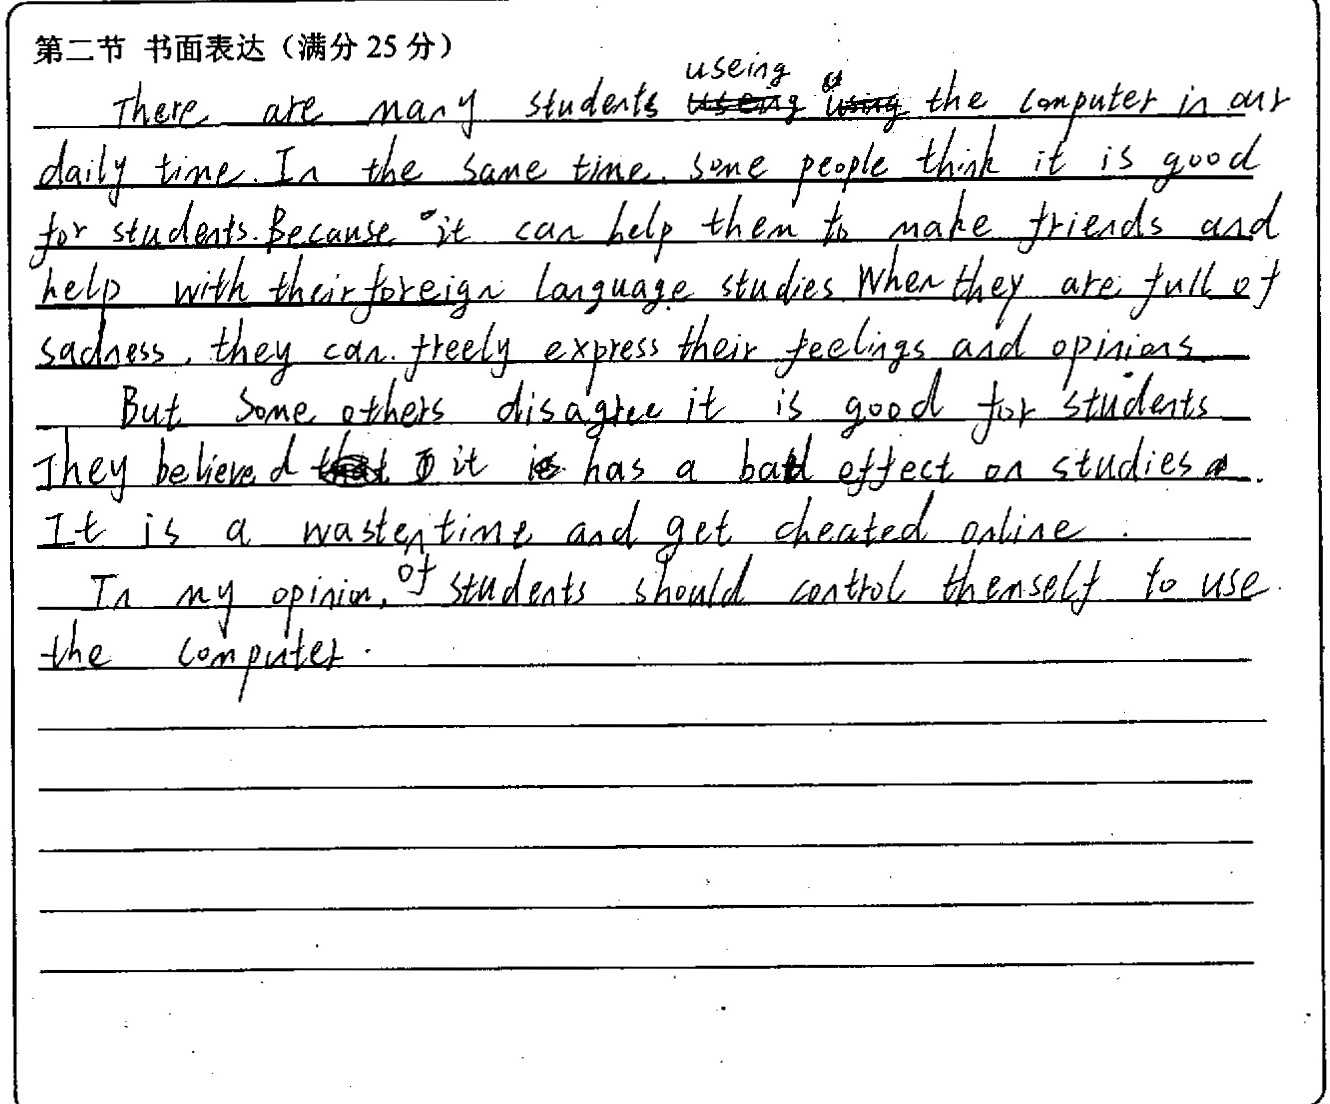 第二节 书面表达（满分 25 分）
There are many students useing the computer in our
daily time. In the same time. some people think it is good
for students. Because it can help them to make friends and
help with their foreign language studies. When they are full of
sadness, they can freely express their feelings and opinions
But some others disagree it is good for students
They believed it has a bad effect on studies.
It is a waste of time and get cheated online.
In my opinion, students should control themself to use
the computer.